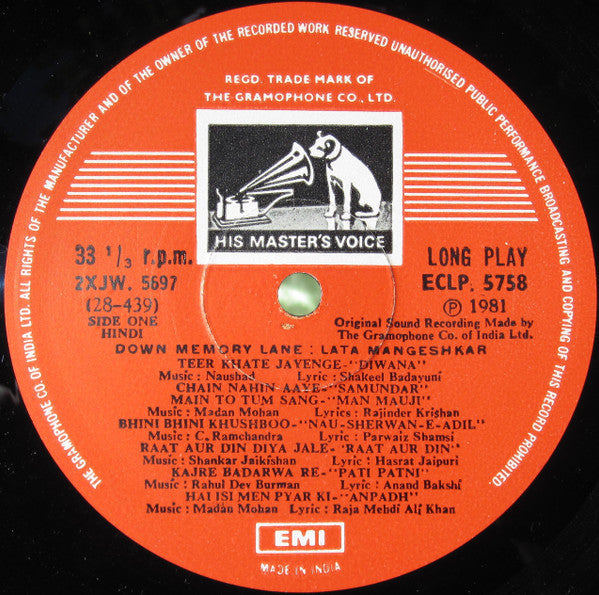 THE GRAMOPHONE CO. OF INDIA LTD. ALL RIGHTS OF THE MANUFACTURER AND OF THE OWNER OF THE RECORDED WORK RESERVED UNAUTHORISED PUBLIC PERFORMANCE BROADCASTING AND COPYING OF THIS RECORD PROHIBITED.
REGD. TRADE MARK OF
THE GRAMOPHONE CO., LTD.
HIS MASTER'S VOICE
33 1/3 r.p.m.
2XJW. 5697
(28-439)
SIDE ONE
HINDI
LONG PLAY
ECLP. 5758
Ⓟ 1981
Original Sound Recording Made by
The Gramophone Co. of India Ltd.
DOWN MEMORY LANE : LATA MANGESHKAR
TEER KHATE JAYENGE-"DIWANA"
Music : Naushad Lyric : Shakeel Badayuni
CHAIN NAHIN AAYE-"SAMUNDAR"
MAIN TO TUM SANG-"MAN MAUJI"
Music : Madan Mohan Lyrics : Rajinder Krishan
BHINI BHINI KHUSHBOO-"NAU-SHERWAN-E-ADIL"
Music : C. Ramchandra Lyric : Parwaiz Shamsi
RAAT AUR DIN DIYA JALE-"RAAT AUR DIN"
Music : Shankar Jaikishan Lyric : Hasrat Jaipuri
KAJRE BADARWA RE-"PATI PATNI"
Music : Rahul Dev Burman Lyric : Anand Bakshi
HAI ISI MEN PYAR KI-"ANPADH"
Music : Madan Mohan Lyric : Raja Mehdi Ali Khan
EMI
MADE IN INDIA